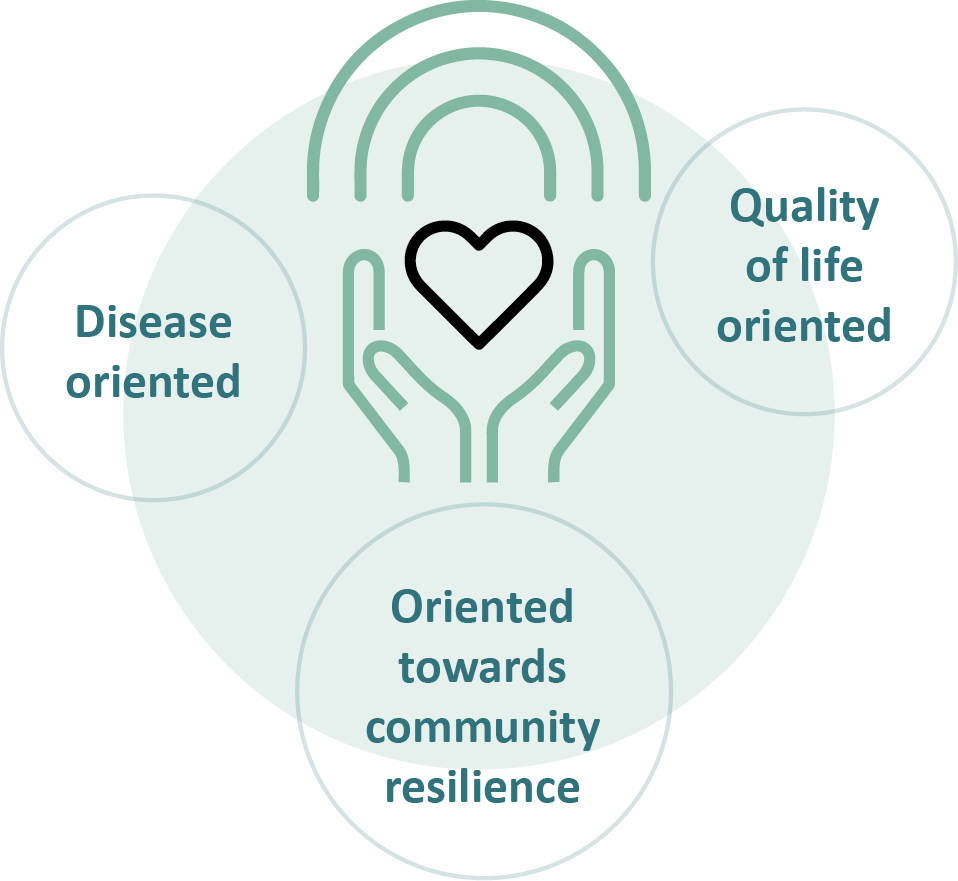 Disease
oriented
Quality
of life
oriented
Oriented
towards
community
resilience